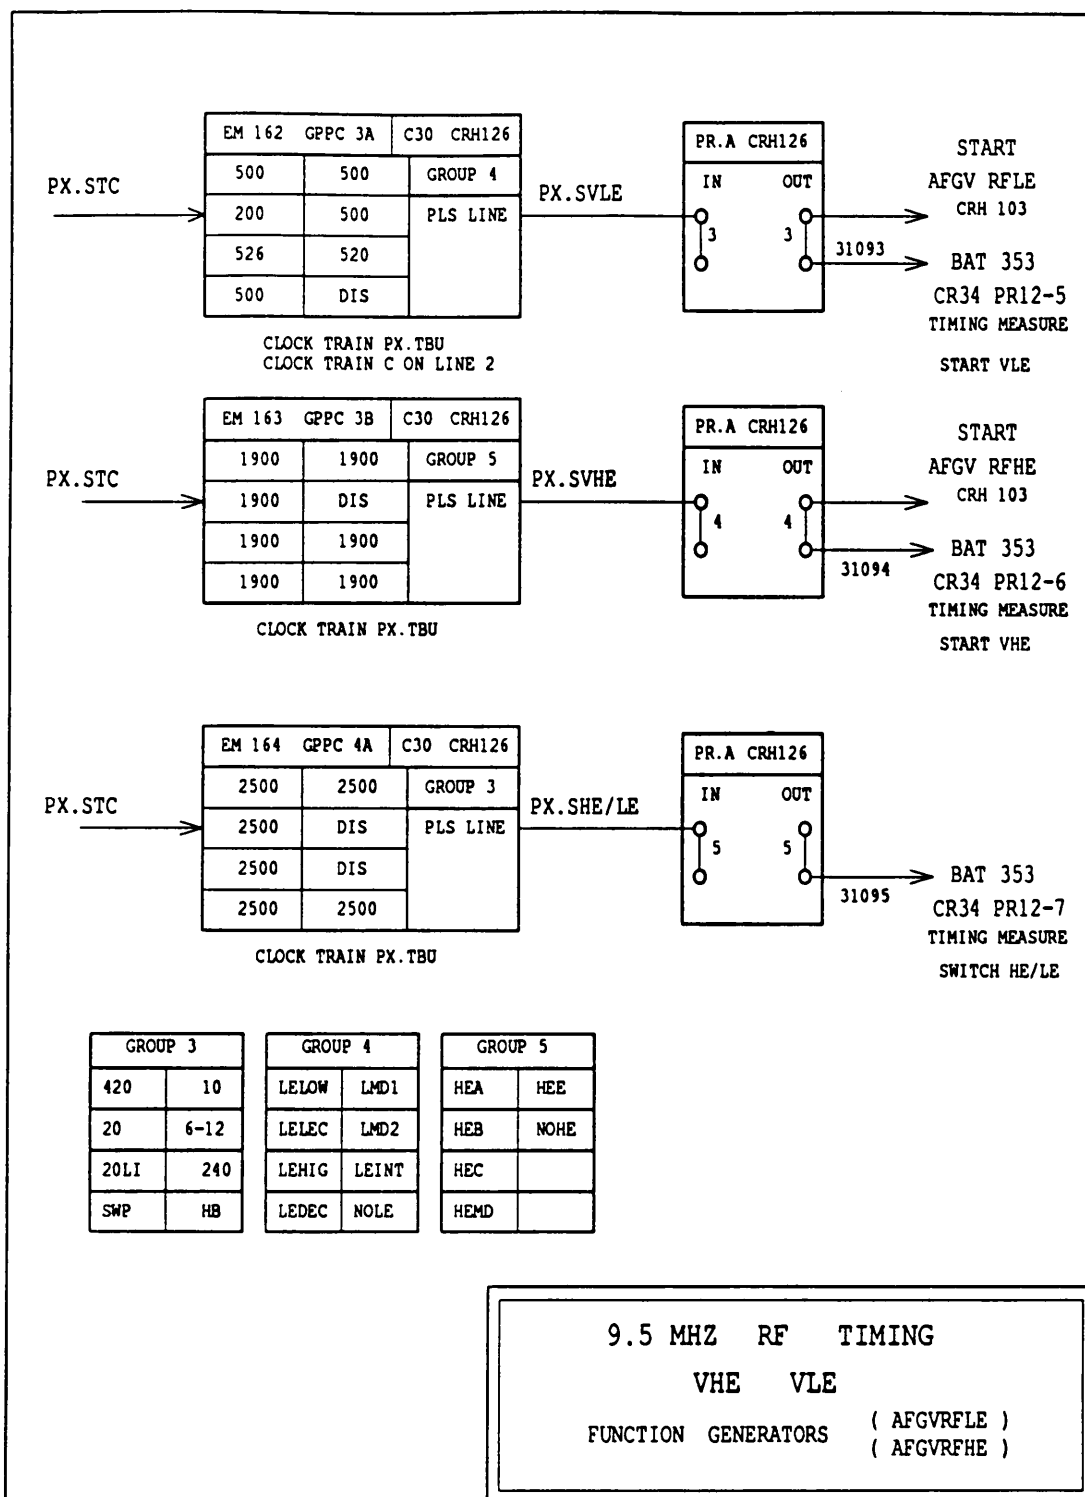 EM 162 GPPC 3A C30 CRH126
500 500 GROUP 4
200 500 PLS LINE
526 520
500 DIS
PX.STC
PX.SVLE
CLOCK TRAIN PX.TBU
CLOCK TRAIN C ON LINE 2
PR.A CRH126
IN OUT
3 3
31093
START
AFGV RFLE
CRH 103
BAT 353
CR34 PR12-5
TIMING MEASURE
START VLE
EM 163 GPPC 3B C30 CRH126
1900 1900 GROUP 5
1900 DIS PLS LINE
1900 1900
1900 1900
PX.STC
PX.SVHE
CLOCK TRAIN PX.TBU
PR.A CRH126
IN OUT
4 4
31094
START
AFGV RFHE
CRH 103
BAT 353
CR34 PR12-6
TIMING MEASURE
START VHE
EM 164 GPPC 4A C30 CRH126
2500 2500 GROUP 3
2500 DIS PLS LINE
2500 DIS
2500 2500
PX.STC
PX.SHE/LE
CLOCK TRAIN PX.TBU
PR.A CRH126
IN OUT
5 5
31095
BAT 353
CR34 PR12-7
TIMING MEASURE
SWITCH HE/LE
GROUP 3
420 10
20 6-12
20LI 240
SWP HB
GROUP 4
LELOW LMD1
LELEC LMD2
LEHIG LEINT
LEDEC NOLE
GROUP 5
HEA HEE
HEB NOHE
HEC
HEMD
9.5 MHZ RF TIMING
VHE VLE
FUNCTION GENERATORS ( AFGVRFLE )
( AFGVRFHE )